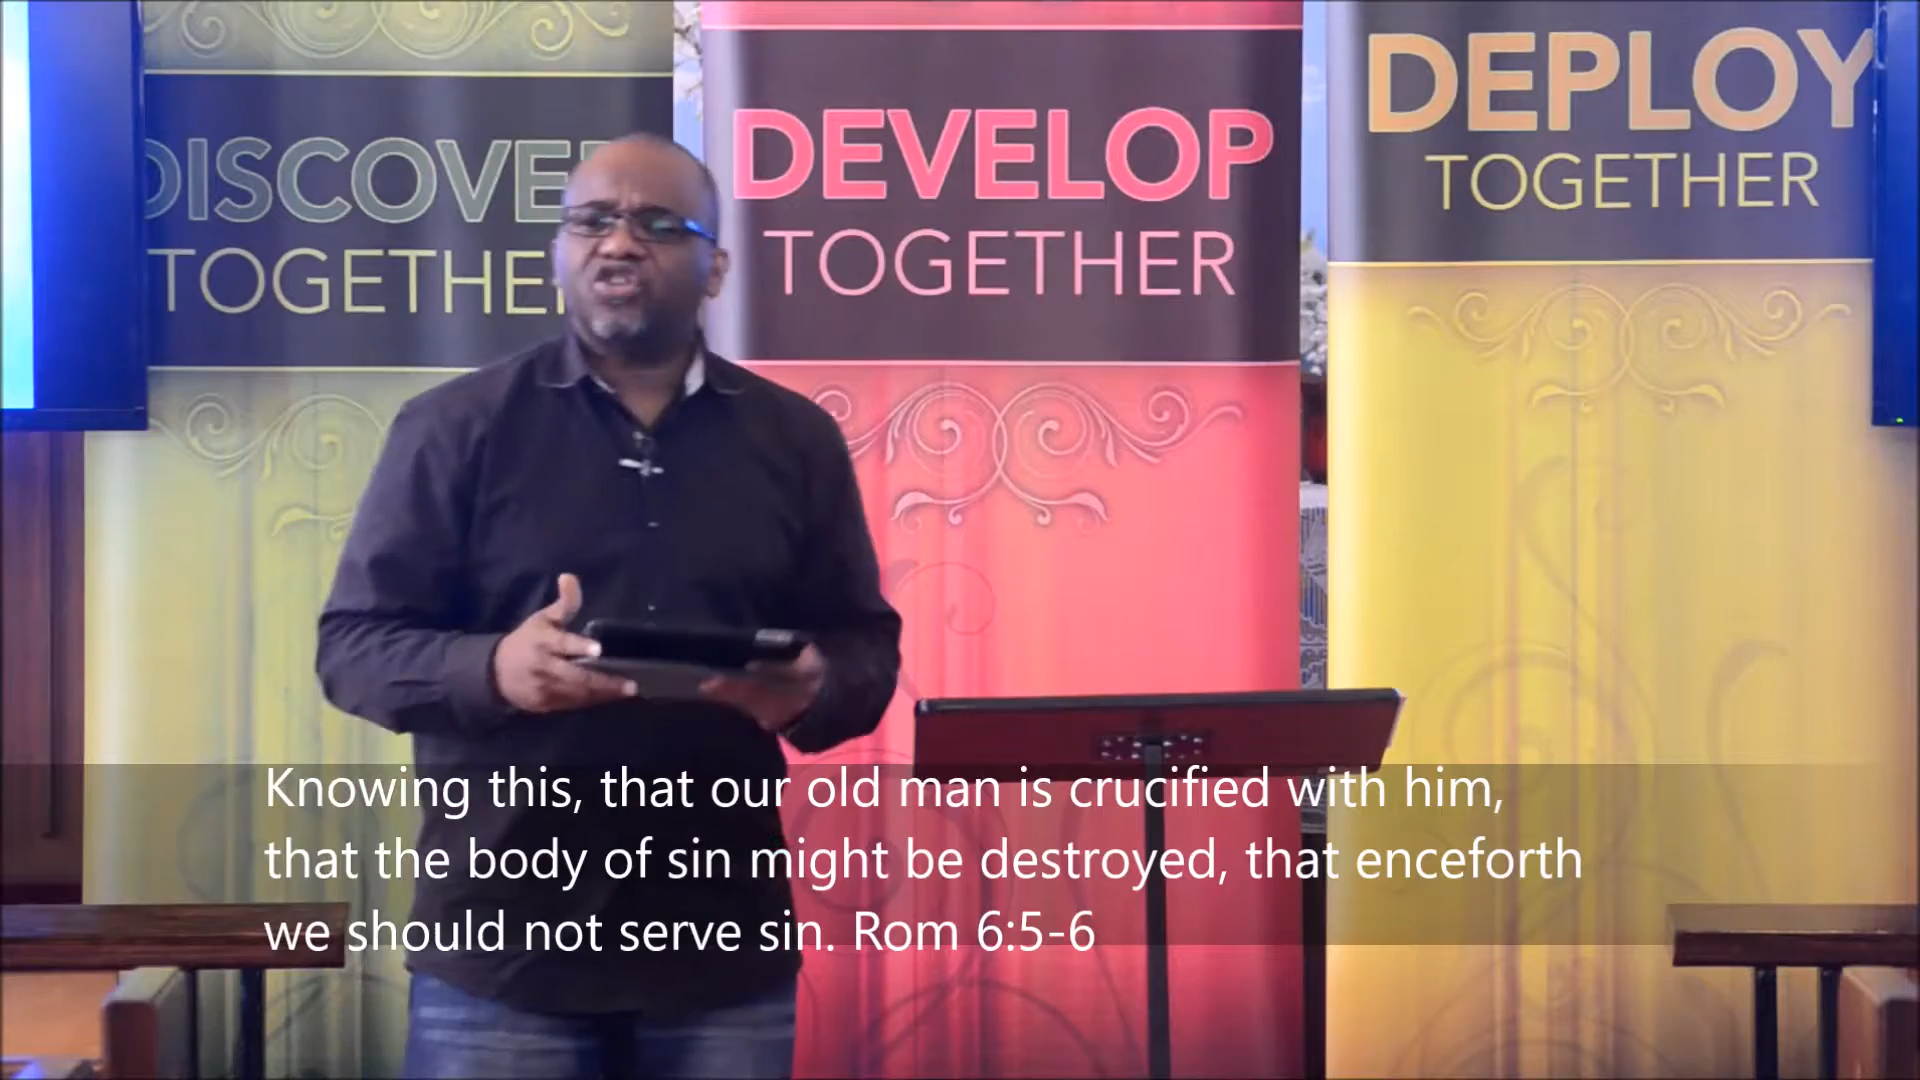 DISCOVE
TOGETHE
DEVELOP
TOGETHER
DEPLOY
TOGETHER
Knowing this, that our old man is crucified with him,
that the body of sin might be destroyed, that enceforth
we should not serve sin. Rom 6:5-6